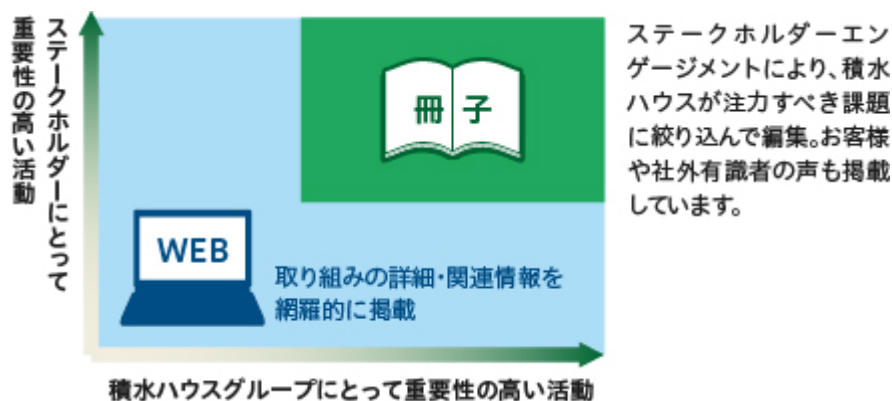 ステークホルダーにとって
重要性の高い活動
冊子
WEB
取り組みの詳細・関連情報を
網羅的に掲載
積水ハウスグループにとって重要性の高い活動
ステークホルダーエン
ゲージメントにより、積水
ハウスが注力すべき課題
に絞り込んで編集。お客様
や社外有識者の声も掲載
しています。